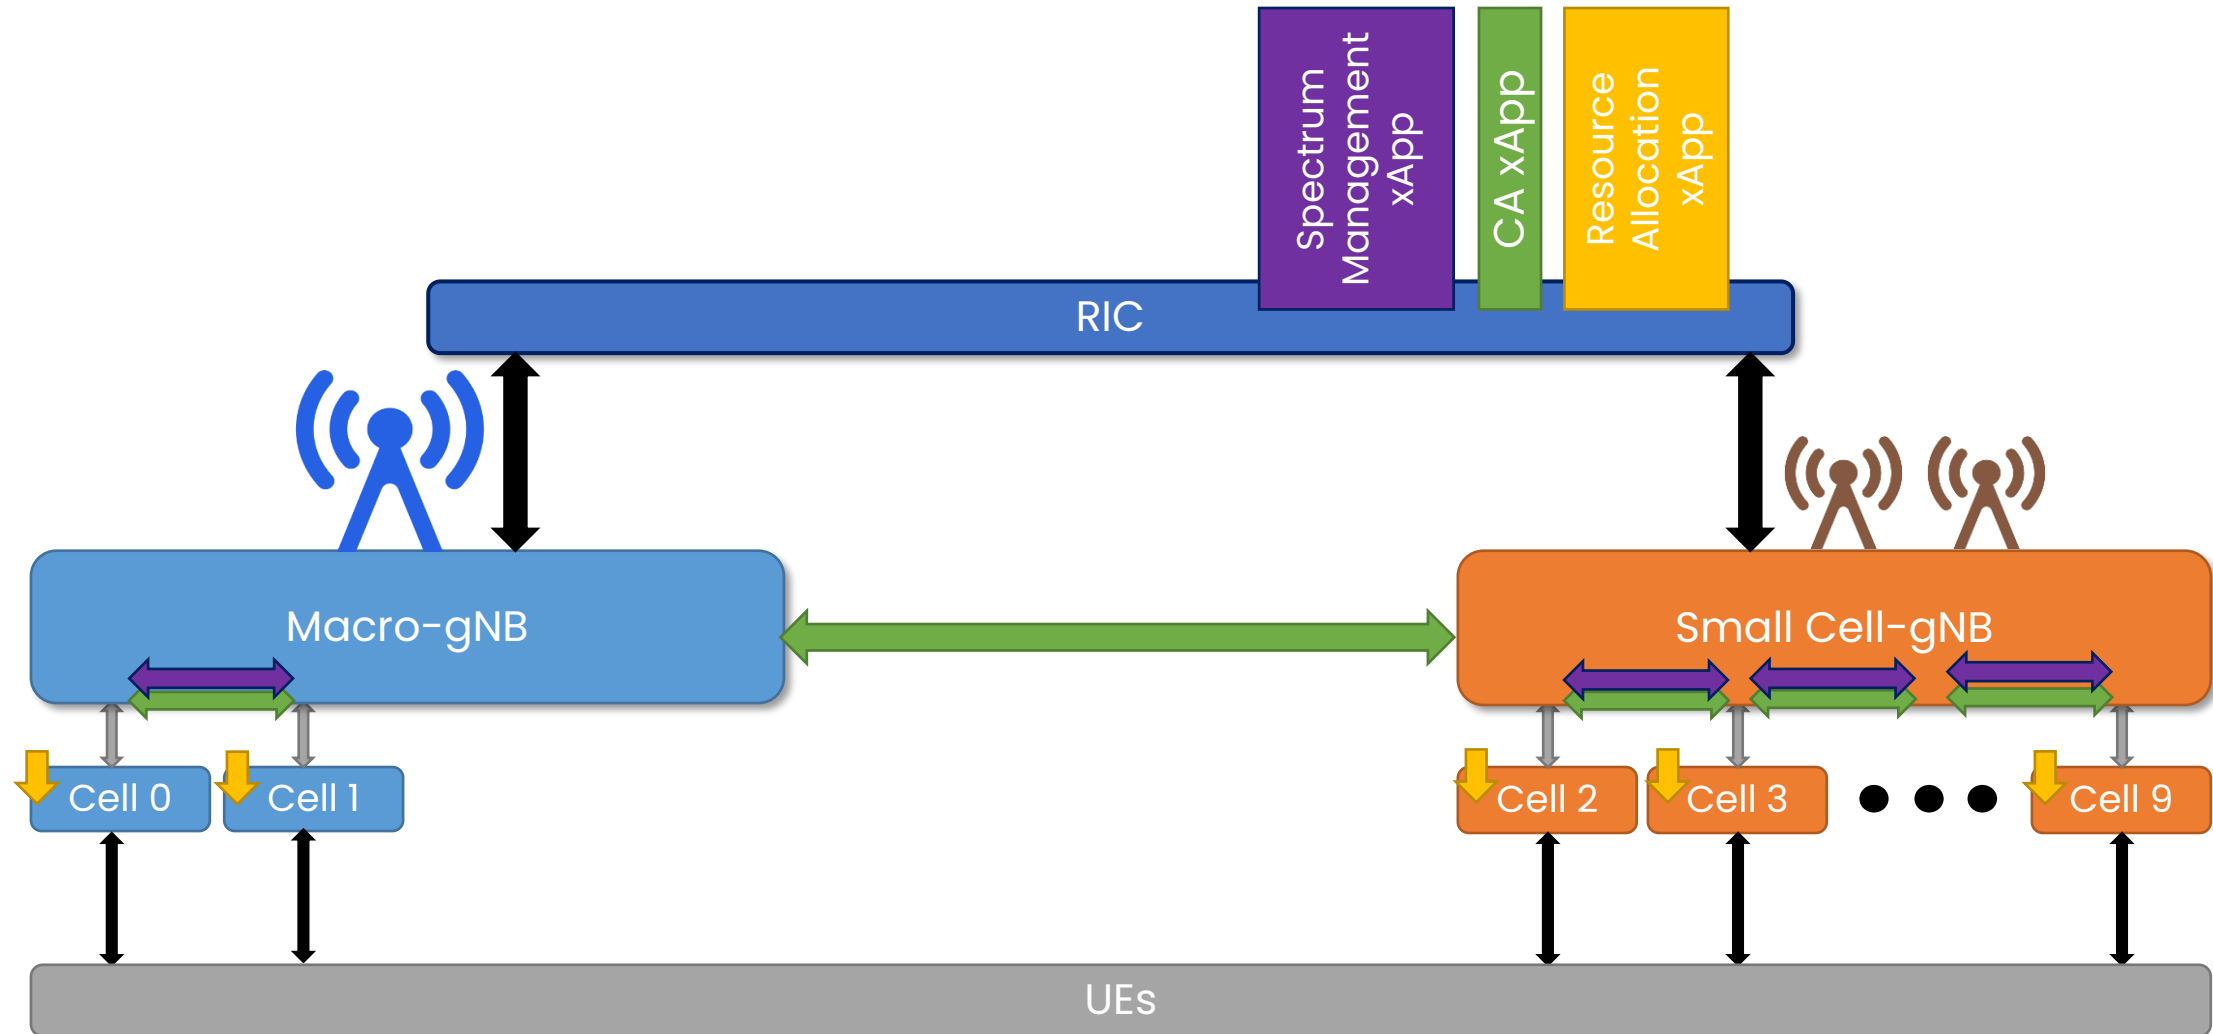 Spectrum
Management
xApp
CA xApp
Resource
Allocation
xApp
RIC
Macro-gNB
Small Cell-gNB
Cell 0
Cell 1
Cell 2
Cell 3
Cell 9
UEs